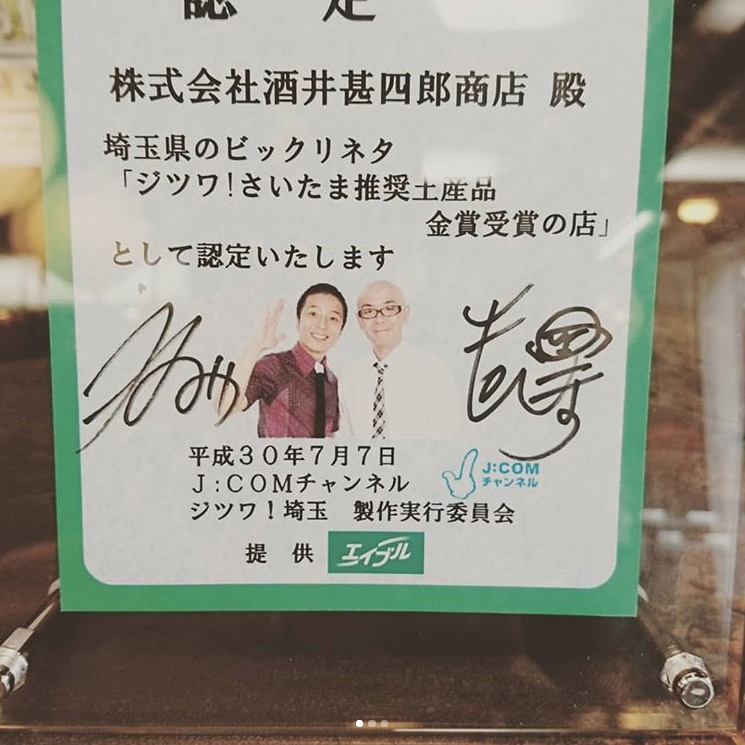 認定
株式会社酒井甚四郎商店 殿
埼玉県のビックリネタ
「ジツワ!さいたま推奨土産品
金賞受賞の店」
として認定いたします
平成30年7月7日
J:COMチャンネル
ジツワ!埼玉 製作実行委員会
J:COM
チャンネル
提供 エイブル